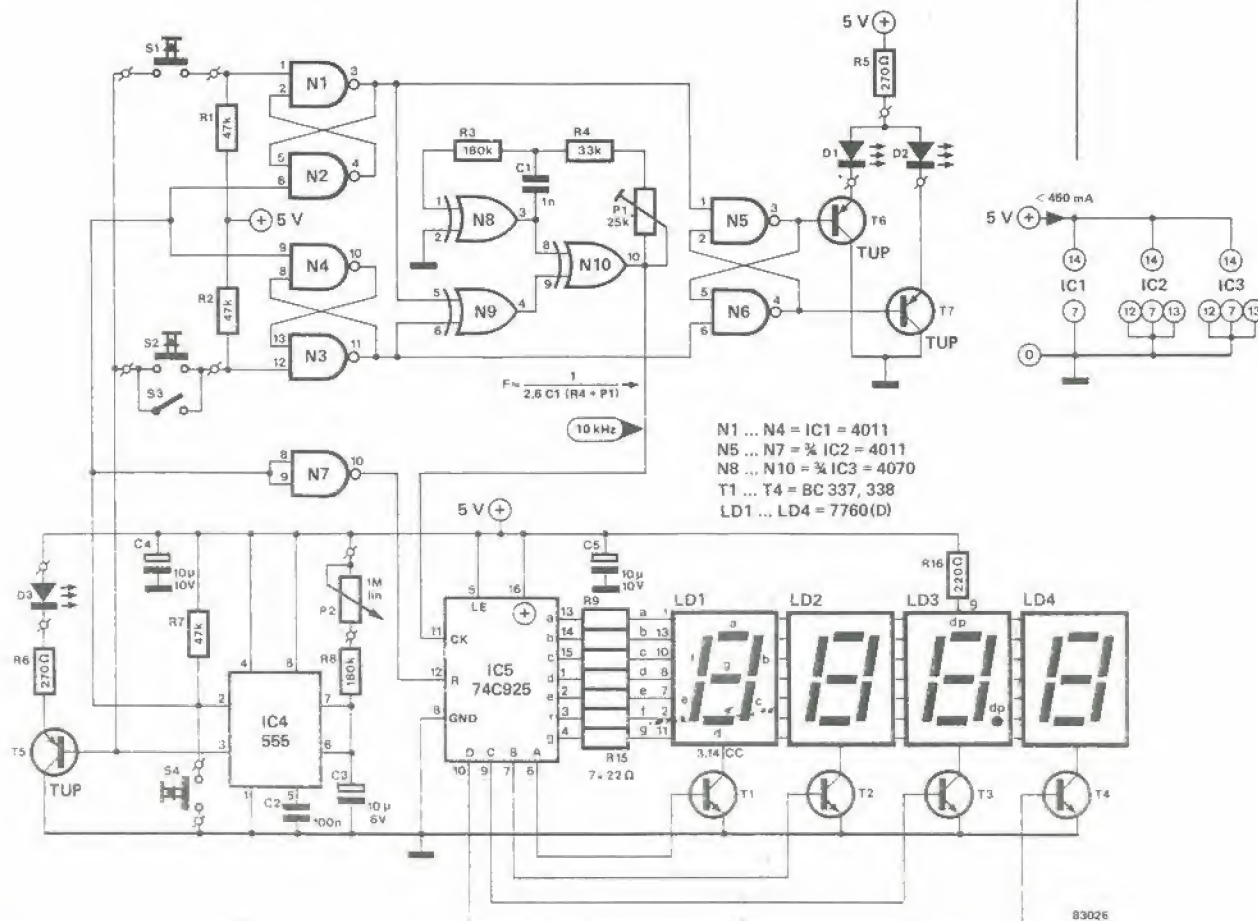 S1
R1
47k
5 V
R2
47k
S2
S3
1
2
N1
3
5
6
N2
4
9
8
N4
10
13
12
N3
11
R3
180k
R4
33k
C1
1n
P1
25k
1
2
N8
3
5
6
N9
4
8
9
N10
10
1
2
N5
3
5
6
N6
4
5 V
R5
270Ω
D1
D2
T6
TUP
T7
TUP
< 450 mA
5 V
14
14
14
IC1
IC2
IC3
7
12 7 13
12 7 13
0
F ≈ 1
2,6 C1 (R4 + P1)
10 kHz
8
9
N7
10
N1 ... N4 = IC1 = 4011
N5 ... N7 = ¾ IC2 = 4011
N8 ... N10 = ¾ IC3 = 4070
T1 ... T4 = BC 337, 338
LD1 ... LD4 = 7760(D)
5 V
C4
10µ
10V
D3
R6
270Ω
T5
TUP
R7
47k
S4
4
8
2
7
3
6
1
5
IC4
555
C2
100n
1M
lin
P2
R8
180k
C3
10µ
6V
5
16
LE
11
CK
12
R
8
GND
IC5
74C925
D C B A
10 9 7 6
13
14
15
1
2
3
4
a
b
c
d
e
f
g
C5
10µ
10V
R9
R15
7 x 22Ω
a 1
b 13
c 10
d 8
e 7
f 2
g 11
LD1
a
f
b
g
e
c
d
3,14 CC
LD2
R16
220Ω
9
LD3
dp
dp
LD4
T1
T2
T3
T4
83026